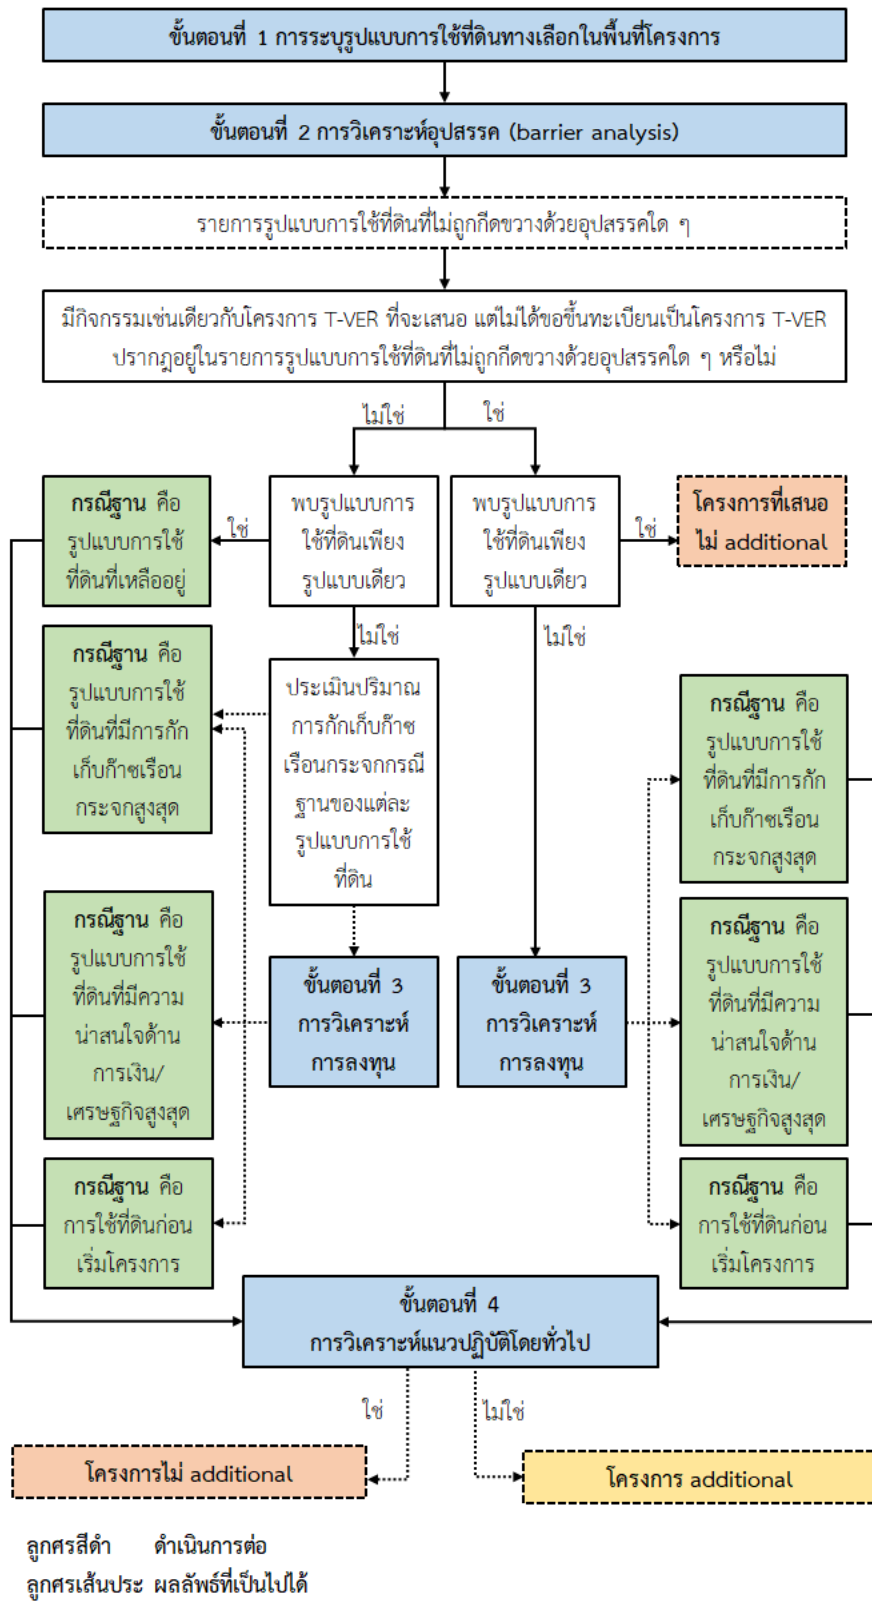 ขั้นตอนที่ 1 การระบุรูปแบบการใช้ที่ดินทางเลือกในพื้นที่โครงการ
ขั้นตอนที่ 2 การวิเคราะห์อุปสรรค (barrier analysis)
รายการรูปแบบการใช้ที่ดินที่ไม่ถูกกีดขวางด้วยอุปสรรคใด ๆ
มีกิจกรรมเช่นเดียวกับโครงการ T-VER ที่จะเสนอ แต่ไม่ได้ขอขึ้นทะเบียนเป็นโครงการ T-VER
ปรากฎอยู่ในรายการรูปแบบการใช้ที่ดินที่ไม่ถูกกีดขวางด้วยอุปสรรคใด ๆ หรือไม่
ไม่ใช่
ใช่
กรณีฐาน คือ
รูปแบบการใช้
ที่ดินที่เหลืออยู่
ใช่
พบรูปแบบการ
ใช้ที่ดินเพียง
รูปแบบเดียว
พบรูปแบบการ
ใช้ที่ดินเพียง
รูปแบบเดียว
ใช่
โครงการที่เสนอ
ไม่ additional
ไม่ใช่
ไม่ใช่
กรณีฐาน คือ
รูปแบบการใช้
ที่ดินที่มีการกัก
เก็บก๊าซเรือน
กระจกสูงสุด
ประเมินปริมาณ
การกักเก็บก๊าซ
เรือนกระจกกรณี
ฐานของแต่ละ
รูปแบบการใช้
ที่ดิน
กรณีฐาน คือ
รูปแบบการใช้
ที่ดินที่มีการกัก
เก็บก๊าซเรือน
กระจกสูงสุด
กรณีฐาน คือ
รูปแบบการใช้
ที่ดินที่มีความ
น่าสนใจด้าน
การเงิน/
เศรษฐกิจสูงสุด
ขั้นตอนที่ 3
การวิเคราะห์
การลงทุน
ขั้นตอนที่ 3
การวิเคราะห์
การลงทุน
กรณีฐาน คือ
รูปแบบการใช้
ที่ดินที่มีความ
น่าสนใจด้าน
การเงิน/
เศรษฐกิจสูงสุด
กรณีฐาน คือ
การใช้ที่ดินก่อน
เริ่มโครงการ
กรณีฐาน คือ
การใช้ที่ดินก่อน
เริ่มโครงการ
ขั้นตอนที่ 4
การวิเคราะห์แนวปฏิบัติโดยทั่วไป
ใช่
ไม่ใช่
โครงการไม่ additional
โครงการ additional
ลูกศรสีดำ ดำเนินการต่อ
ลูกศรเส้นประ ผลลัพธ์ที่เป็นไปได้